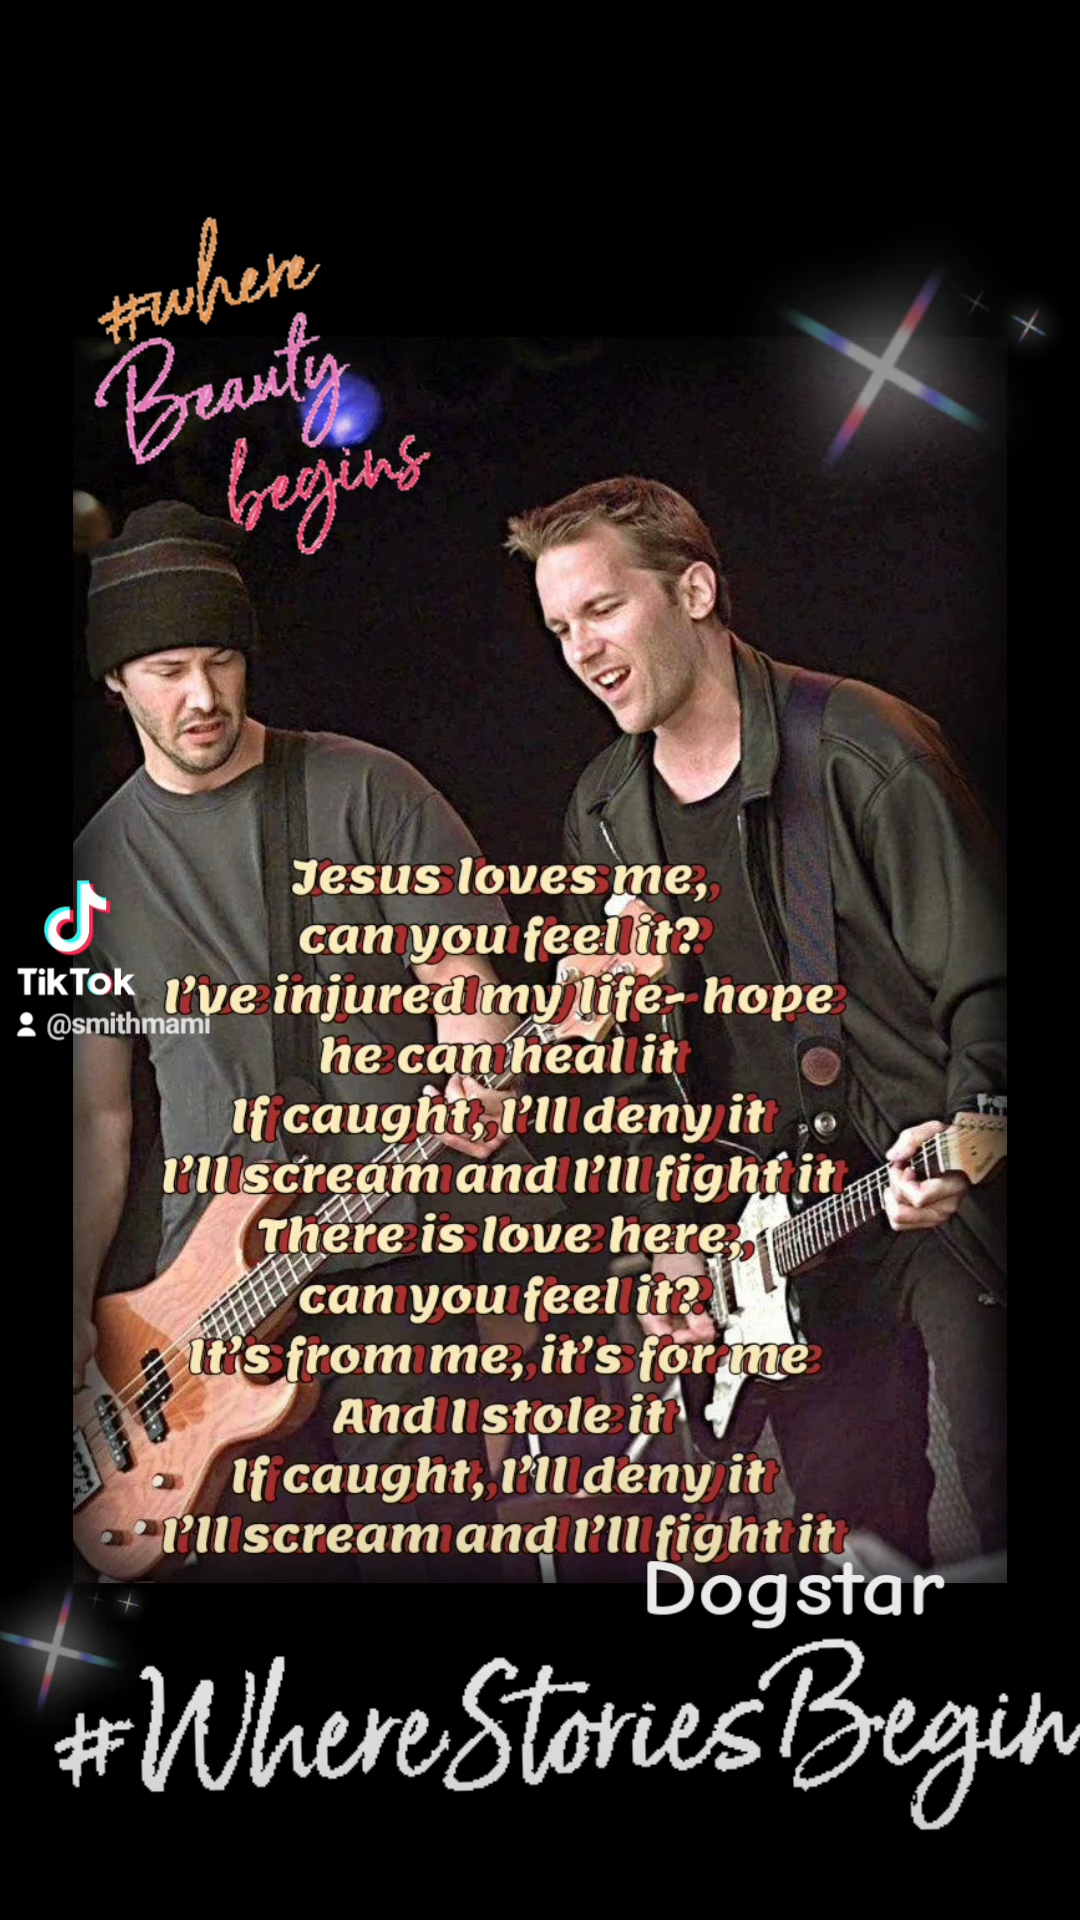 #where
Beauty
begins
Jesus loves me,
can you feel it?
I've injured my life- hope
he can heal it
If caught, I'll deny it
I'll scream and I'll fight it
There is love here,
can you feel it?
It's from me, it's for me
And I stole it
If caught, I'll deny it
I'll scream and I'll fight it
TikTok
@smithmami
Dogstar
#WhereStoriesBegin